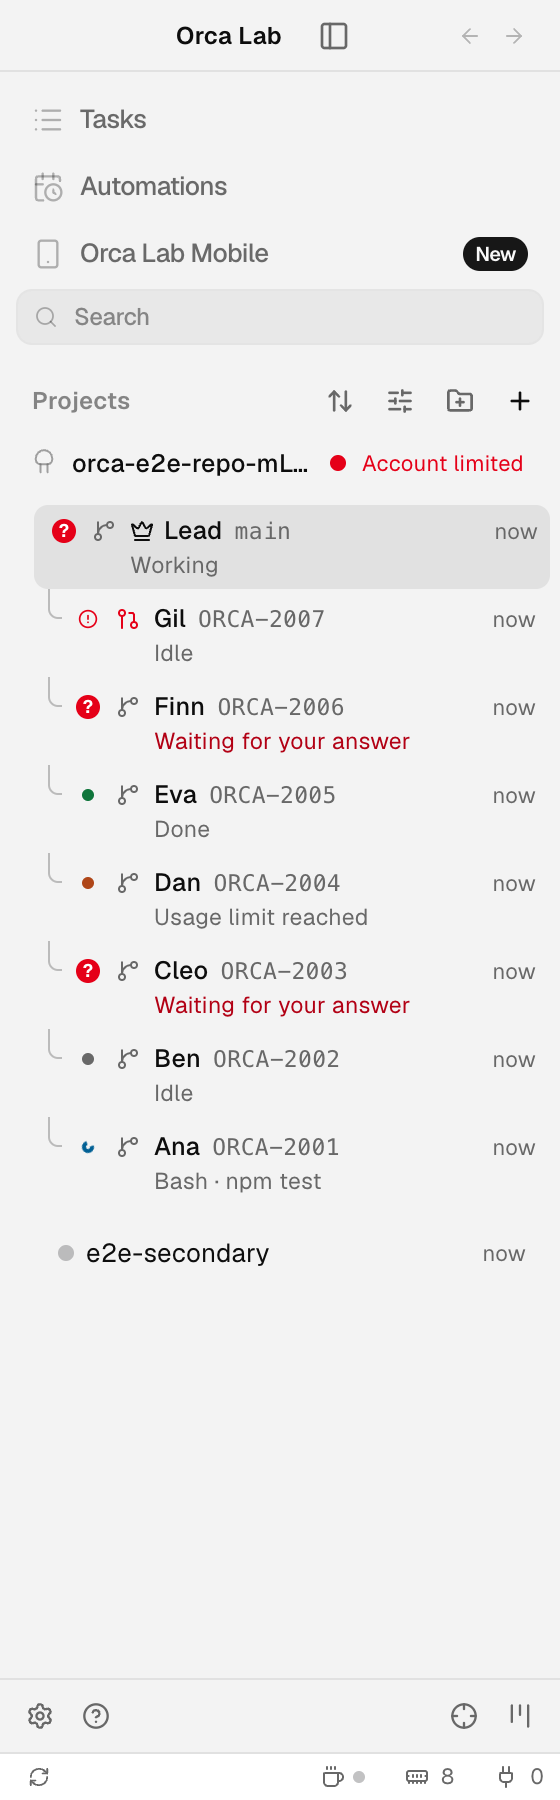 Orca Lab
Tasks
Automations
Orca Lab Mobile New
Search
Projects
orca-e2e-repo-mL... Account limited
? Lead main now
Working
Gil ORCA-2007 now
Idle
? Finn ORCA-2006 now
Waiting for your answer
Eva ORCA-2005 now
Done
Dan ORCA-2004 now
Usage limit reached
? Cleo ORCA-2003 now
Waiting for your answer
Ben ORCA-2002 now
Idle
Ana ORCA-2001 now
Bash · npm test
e2e-secondary now
8 0